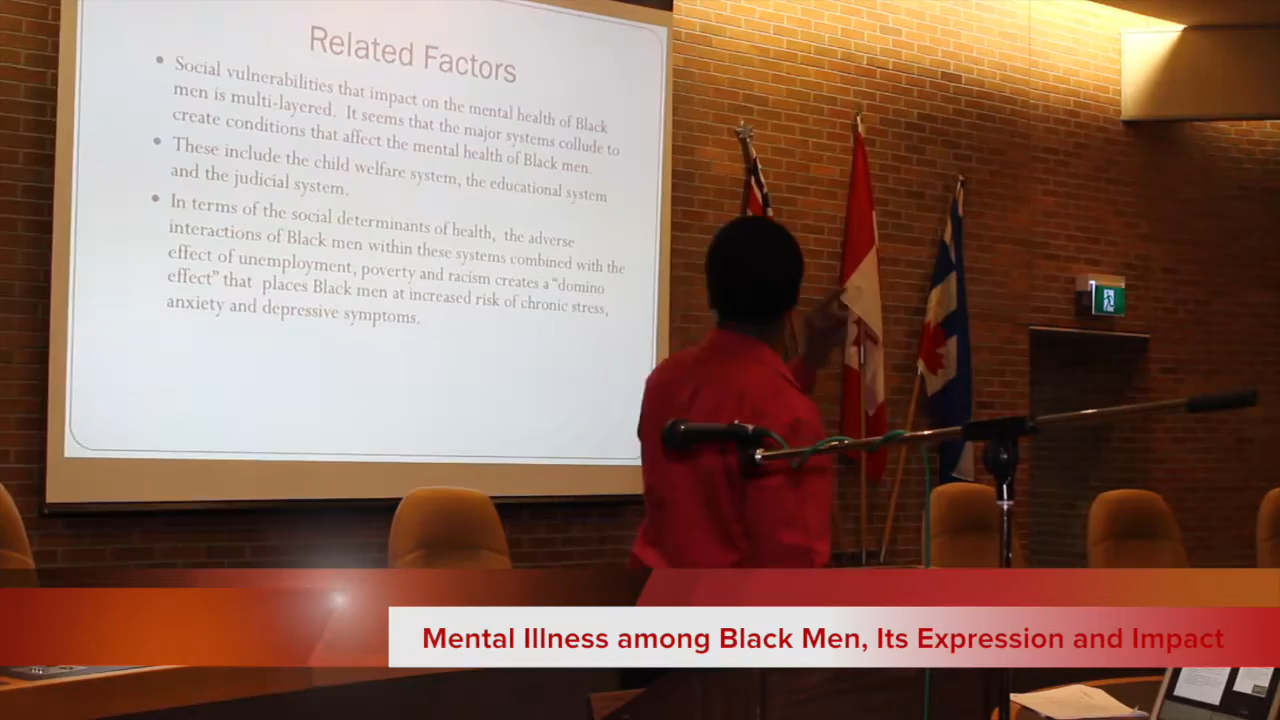 Related Factors
• Social vulnerabilities that impact on the mental health of Black
men is multi-layered.  It seems that the major systems collude to
create conditions that affect the mental health of Black men.
• These include the child welfare system, the educational system
and the judicial system.
• In terms of the social determinants of health,  the adverse
interactions of Black men within these systems combined with the
effect of unemployment, poverty and racism creates a “domino
effect” that  places Black men at increased risk of chronic stress,
anxiety and depressive symptoms.
Mental Illness among Black Men, Its Expression and Impact